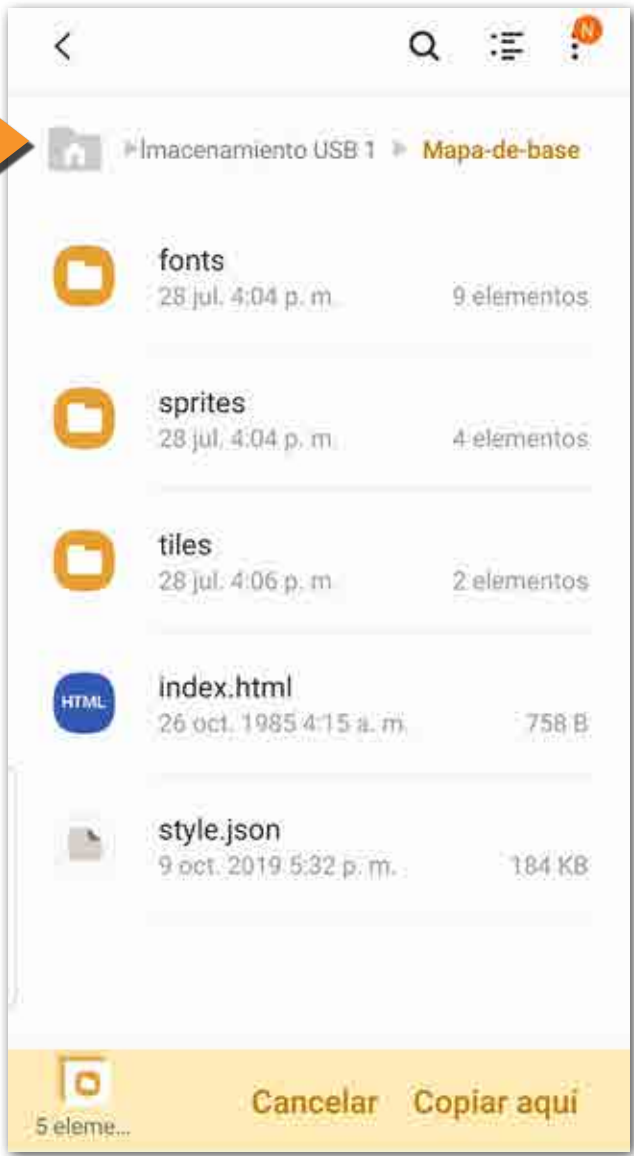 N
lmacenamiento USB 1 Mapa-de-base
fonts
28 jul. 4:04 p. m. 9 elementos
sprites
28 jul. 4:04 p. m. 4 elementos
tiles
28 jul. 4:06 p. m. 2 elementos
HTML
index.html
26 oct. 1985 4:15 a. m. 758 B
style.json
9 oct. 2019 5:32 p. m. 184 KB
Cancelar Copiar aquí
5 eleme...